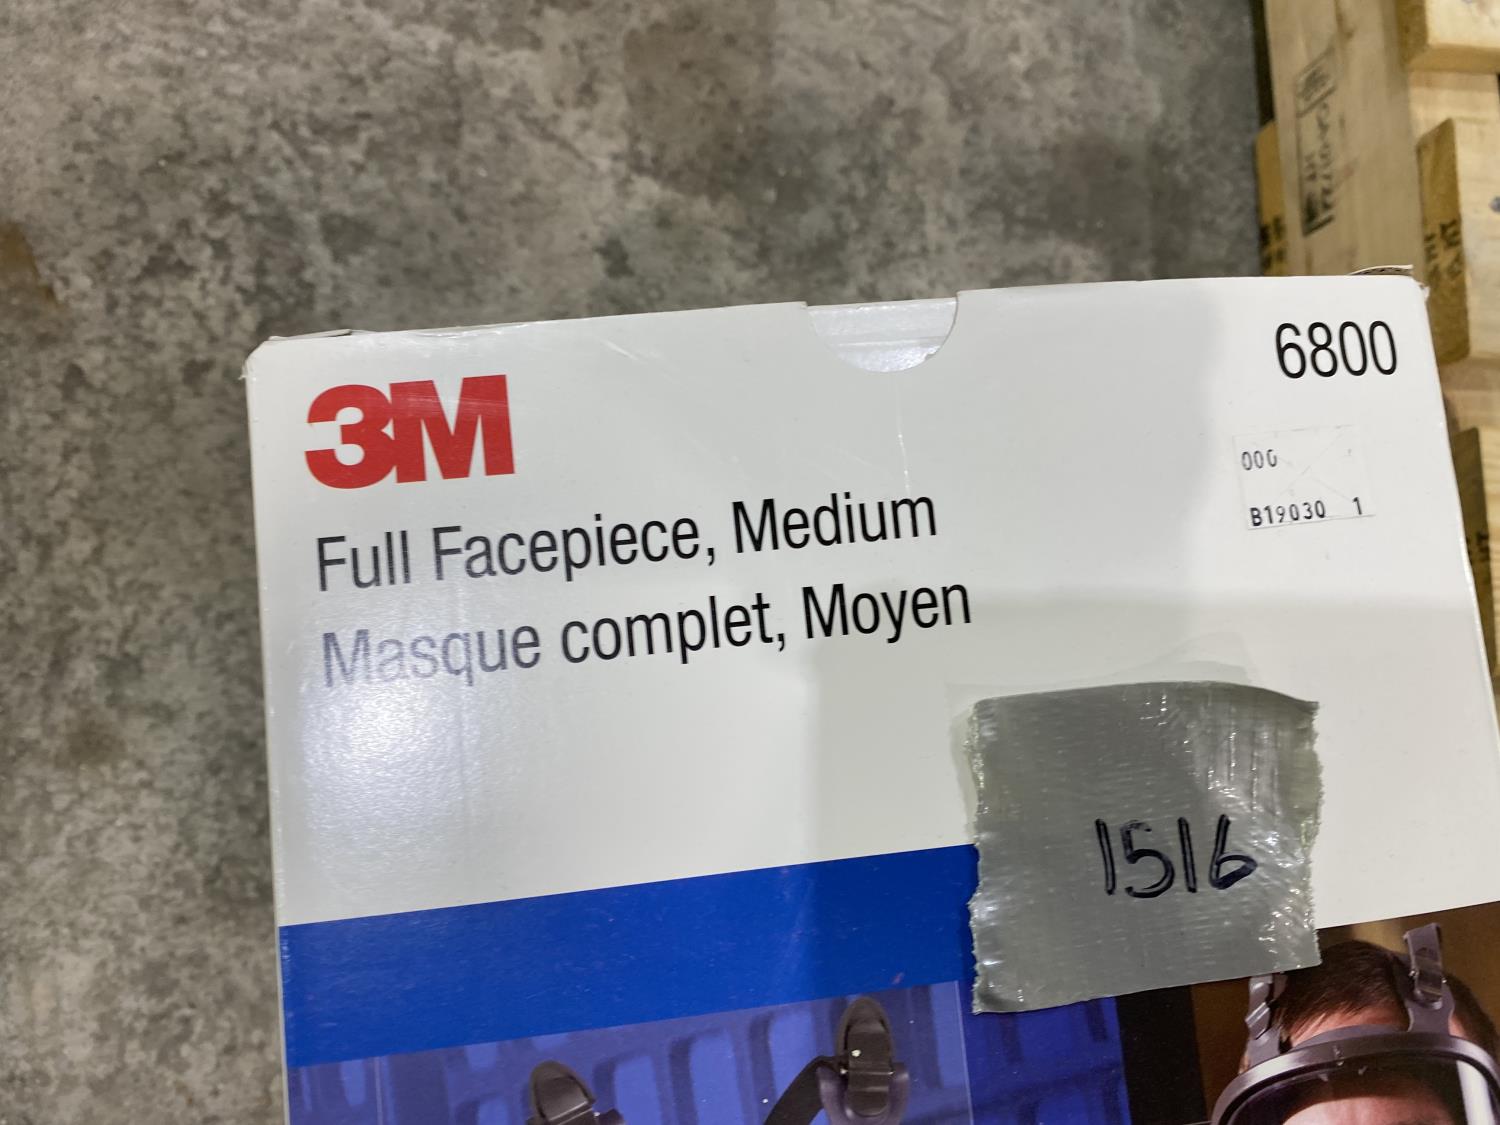 3M
6800
Full Facepiece, Medium
Masque complet, Moyen
000
B19030 1
1516